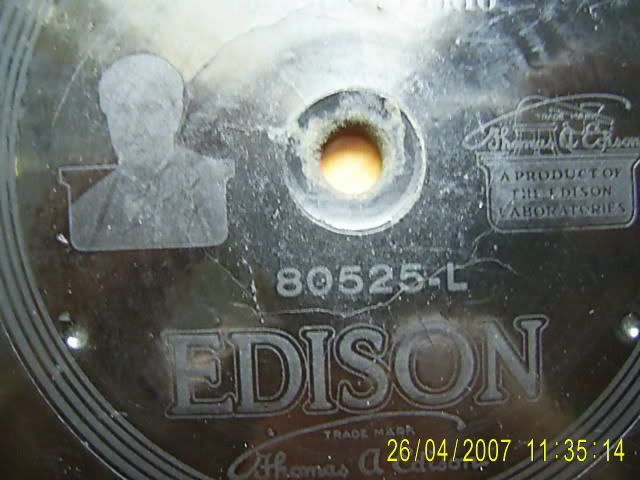 TRADE MARK
Thomas A Edison
A PRODUCT OF
THE EDISON
LABORATORIES
80525-L
EDISON
TRADE MARK
Thomas A Edison
26/04/2007 11:35:14